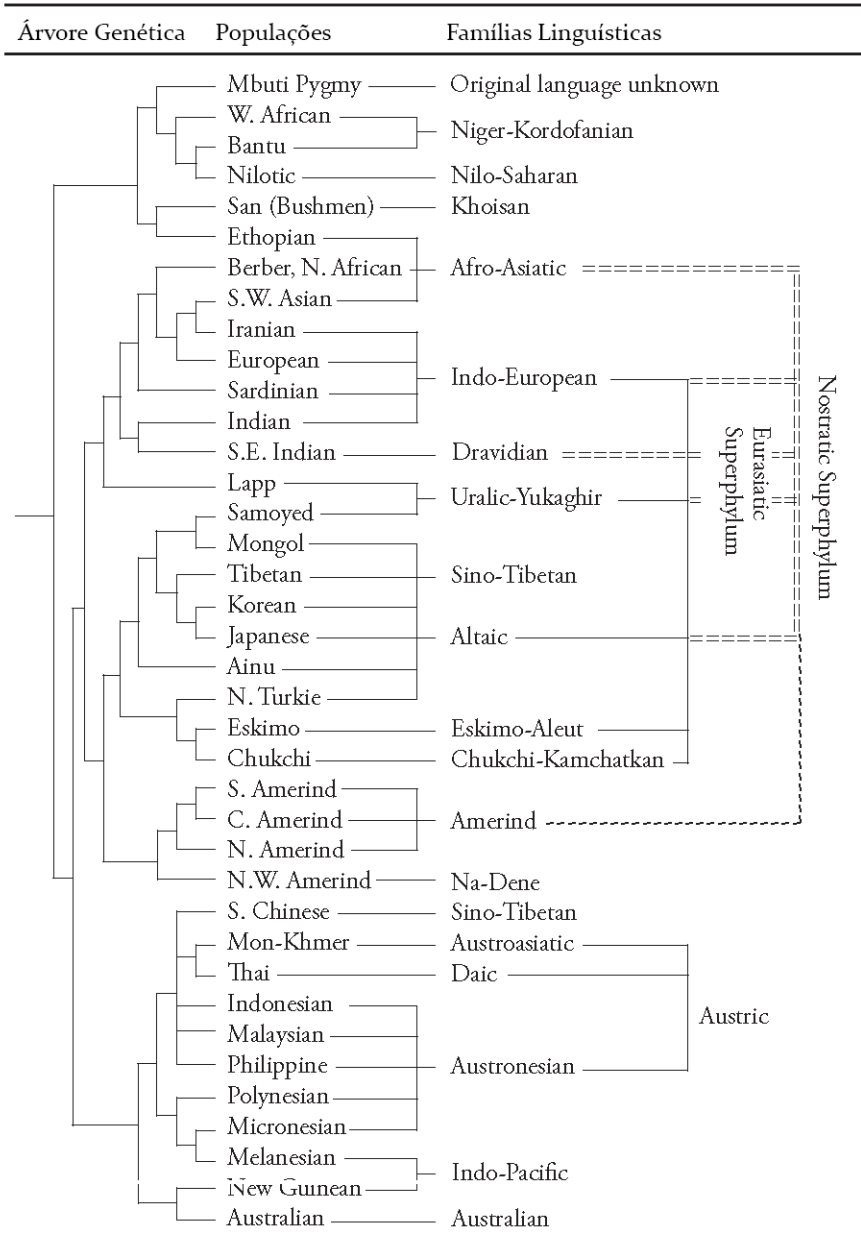 Árvore Genética Populações Famílias Linguísticas
Mbuti Pygmy Original language unknown
W. African
Niger-Kordofanian
Bantu
Nilotic Nilo-Saharan
San (Bushmen) Khoisan
Ethopian
Berber, N. African Afro-Asiatic
S.W. Asian
Iranian
European
Indo-European
Sardinian
Indian
S.E. Indian Dravidian
Lapp
Uralic-Yukaghir
Samoyed
Mongol
Tibetan Sino-Tibetan
Korean
Japanese Altaic
Ainu
N. Turkie
Eskimo Eskimo-Aleut
Chukchi Chukchi-Kamchatkan
S. Amerind
C. Amerind Amerind
N. Amerind
N.W. Amerind Na-Dene
S. Chinese Sino-Tibetan
Mon-Khmer Austroasiatic
Thai Daic
Indonesian
Austric
Malaysian
Philippine Austronesian
Polynesian
Micronesian
Melanesian
Indo-Pacific
New Guinean
Australian Australian
Eurasiatic
Superphylum
Nostratic Superphylum